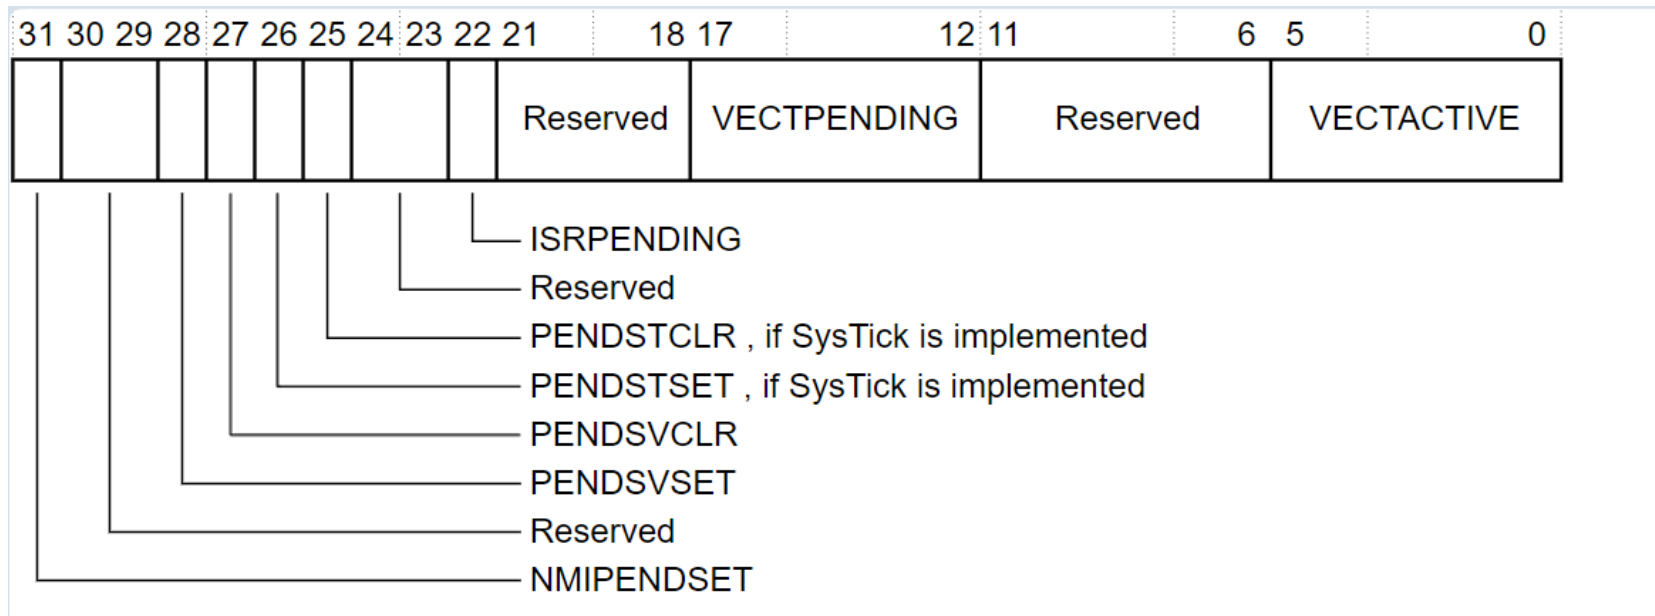 31 30 29 28 27 26 25 24 23 22 21 18 17 12 11 6 5 0
Reserved VECTPENDING Reserved VECTACTIVE
ISRPENDING
Reserved
PENDSTCLR , if SysTick is implemented
PENDSTSET , if SysTick is implemented
PENDSVCLR
PENDSVSET
Reserved
NMIPENDSET